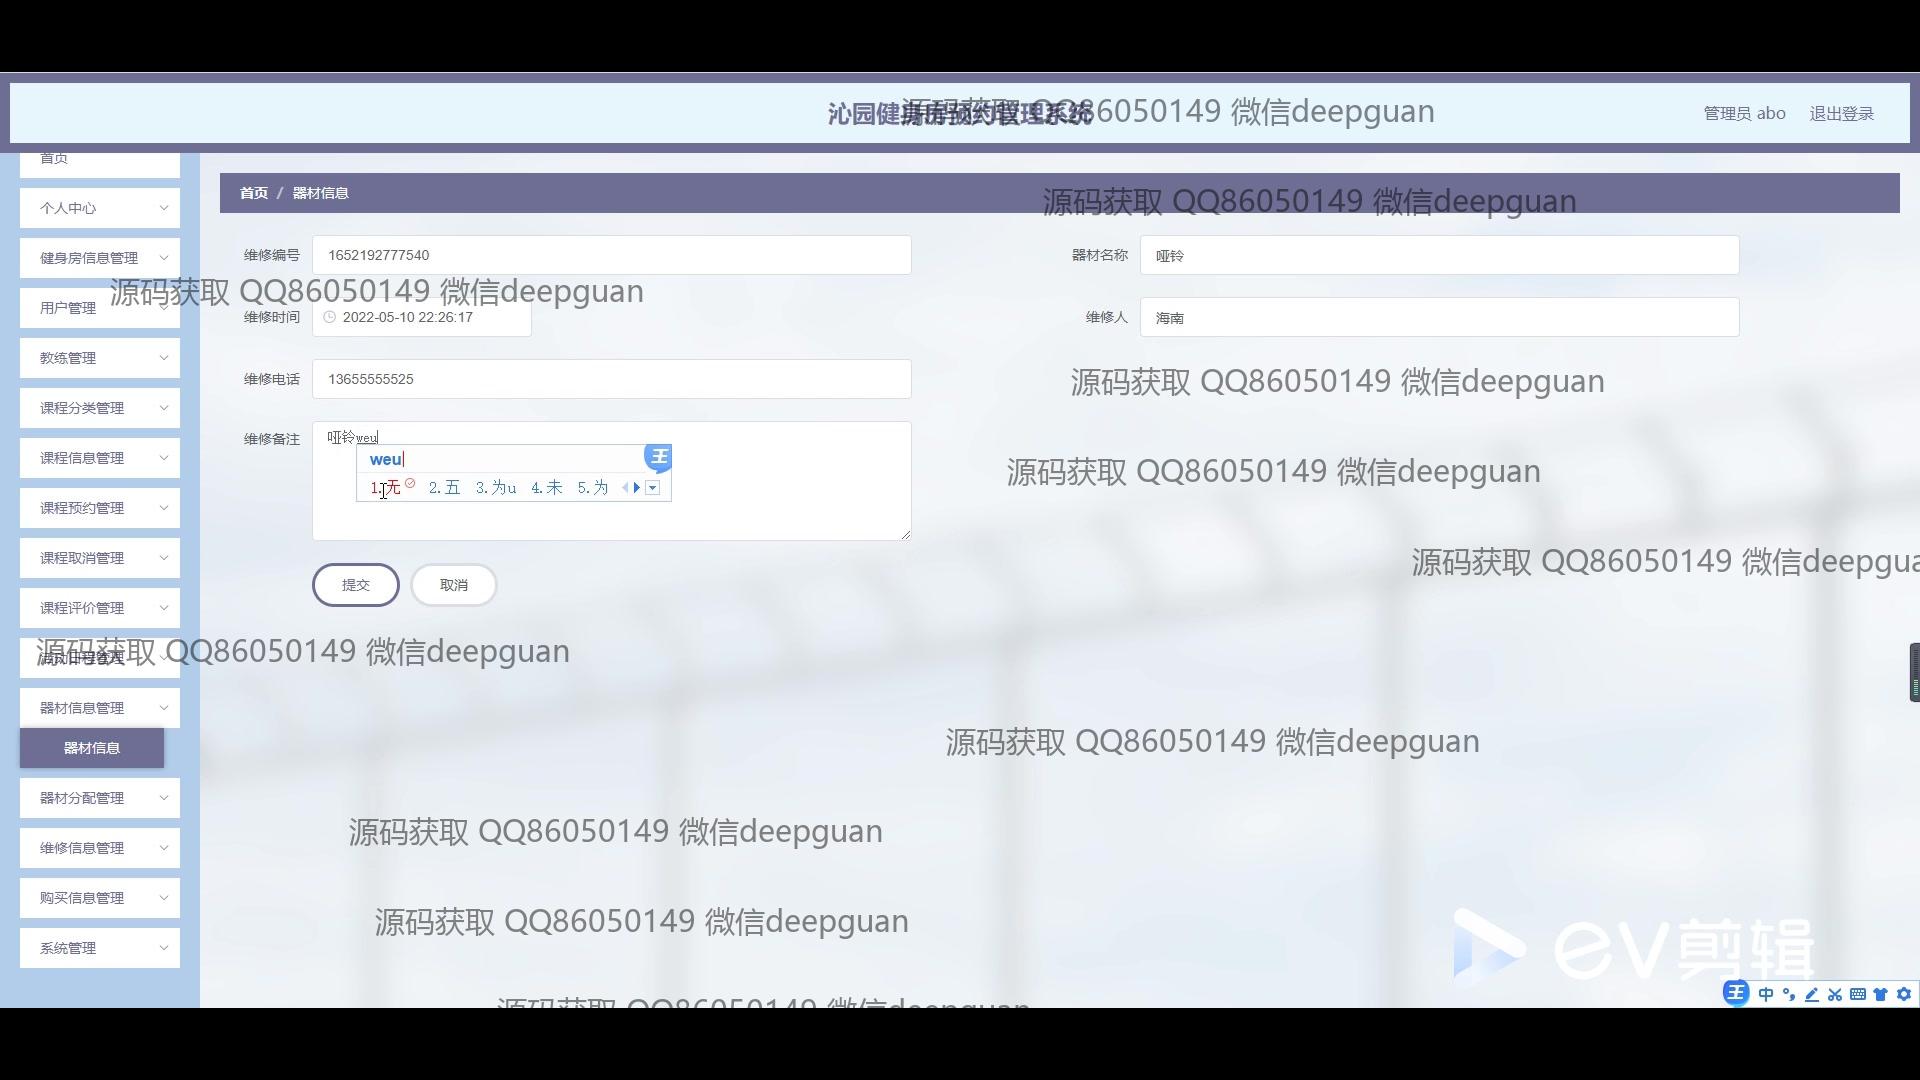 沁园健身房预约管理系统
源码获取 QQ86050149 微信deepguan
管理员 abo
退出登录
首页
个人中心
健身房信息管理
用户管理
教练管理
课程分类管理
课程信息管理
课程预约管理
课程取消管理
课程评价管理
器材信息管理
器材信息
器材分配管理
维修信息管理
购买信息管理
系统管理
首页 / 器材信息
源码获取 QQ86050149 微信deepguan
维修编号 1652192777540
器材名称 哑铃
源码获取 QQ86050149 微信deepguan
维修时间 2022-05-10 22:26:17
维修人 海南
维修电话 13655555525
源码获取 QQ86050149 微信deepguan
维修备注 哑铃weu
weu
王
1.无 2.五 3.为u 4.未 5.为
源码获取 QQ86050149 微信deepguan
源码获取 QQ86050149 微信deepgua
提交
取消
源码获取 QQ86050149 微信deepguan
源码获取 QQ86050149 微信deepguan
源码获取 QQ86050149 微信deepguan
源码获取 QQ86050149 微信deepguan
EV剪辑
王 中
源码获取 QQ86050149 微信deepguan